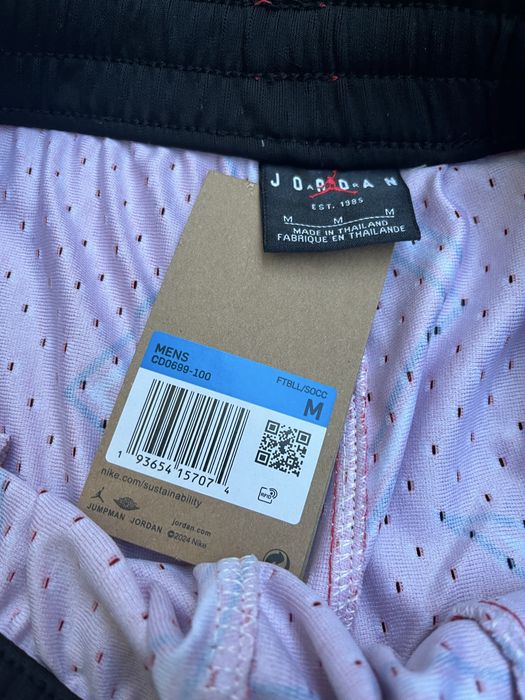 JORDAN
EST. 1985
M M M
MADE IN THAILAND
FABRIQUE EN THAILANDE
MENS
CD0699-100
FTBLL/SOCC
M
1 93654 15707 4
RFID
nike.com/sustainability
JUMPMAN JORDAN
jordan.com
©2024 Nike